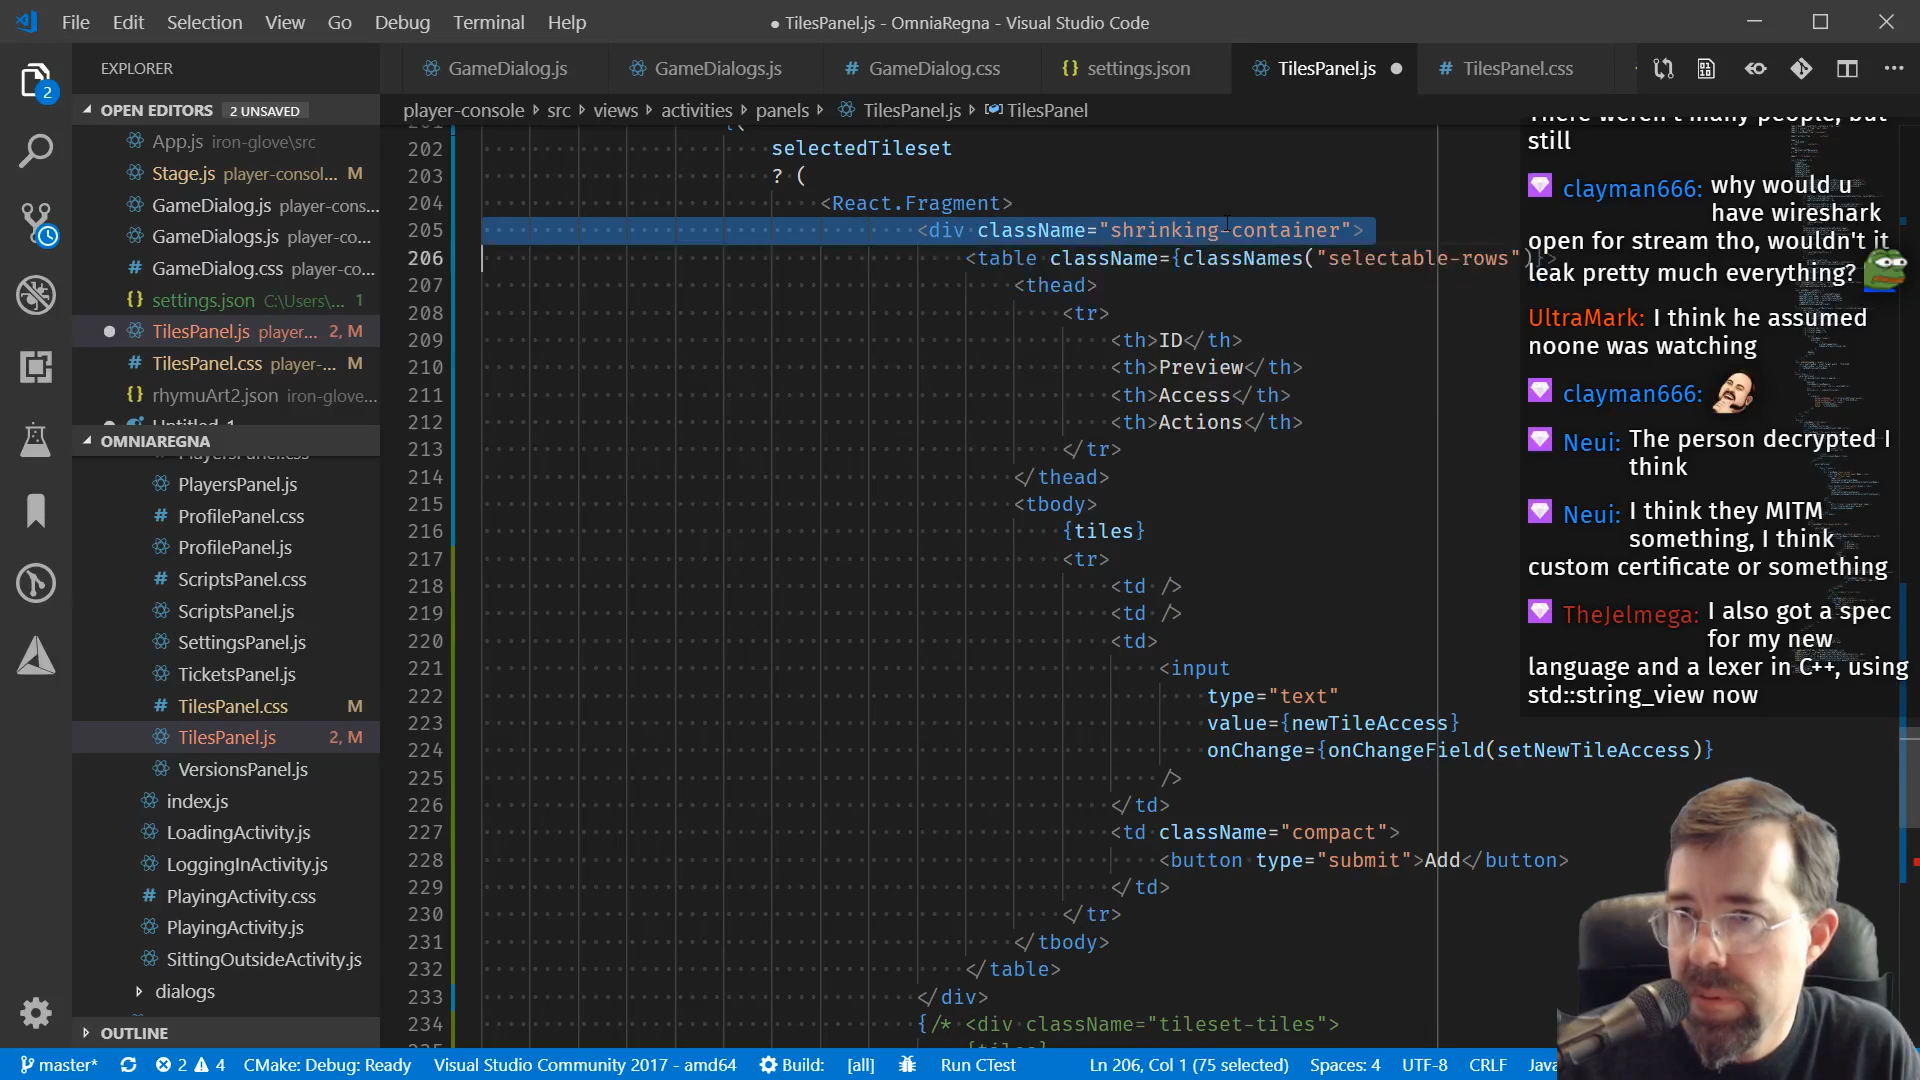 File Edit Selection View Go Debug Terminal Help
● TilesPanel.js - OmniaRegna - Visual Studio Code
EXPLORER
GameDialog.js GameDialogs.js # GameDialog.css {} settings.json TilesPanel.js ● # TilesPanel.css
OPEN EDITORS 2 UNSAVED
player-console › src › views › activities › panels › TilesPanel.js › TilesPanel
App.js iron-glove\src
Stage.js player-consol... M
GameDialog.js player-cons...
GameDialogs.js player-co...
# GameDialog.css player-co...
{} settings.json C:\Users\... 1
● TilesPanel.js player... 2, M
# TilesPanel.css player-... M
{} rhymuArt2.json iron-glove...
OMNIAREGNA
PlayersPanel.css
PlayersPanel.js
# ProfilePanel.css
ProfilePanel.js
# ScriptsPanel.css
ScriptsPanel.js
SettingsPanel.js
TicketsPanel.js
# TilesPanel.css M
TilesPanel.js 2, M
VersionsPanel.js
index.js
LoadingActivity.js
LoggingInActivity.js
# PlayingActivity.css
PlayingActivity.js
SittingOutsideActivity.js
dialogs
OUTLINE
202 selectedTileset
203 ? (
204 <React.Fragment>
205 <div className="shrinking-container">
206 <table className={classNames("selectable-rows")}>
207 <thead>
208 <tr>
209 <th>ID</th>
210 <th>Preview</th>
211 <th>Access</th>
212 <th>Actions</th>
213 </tr>
214 </thead>
215 <tbody>
216 {tiles}
217 <tr>
218 <td />
219 <td />
220 <td>
221 <input
222 type="text"
223 value={newTileAccess}
224 onChange={onChangeField(setNewTileAccess)}
225 />
226 </td>
227 <td className="compact">
228 <button type="submit">Add</button>
229 </td>
230 </tr>
231 </tbody>
232 </table>
233 </div>
234 {/* <div className="tileset-tiles">
There weren't many people, but
still
clayman666: why would u
have wireshark
open for stream tho, wouldn't it
leak pretty much everything?
UltraMark: I think he assumed
noone was watching
clayman666:
Neui: The person decrypted I
think
Neui: I think they MITM
something, I think
custom certificate or something
TheJelmega: I also got a spec
for my new
language and a lexer in C++, using
std::string_view now
master* 2 4 CMake: Debug: Ready Visual Studio Community 2017 - amd64 Build: [all] Run CTest Ln 206, Col 1 (75 selected) Spaces: 4 UTF-8 CRLF